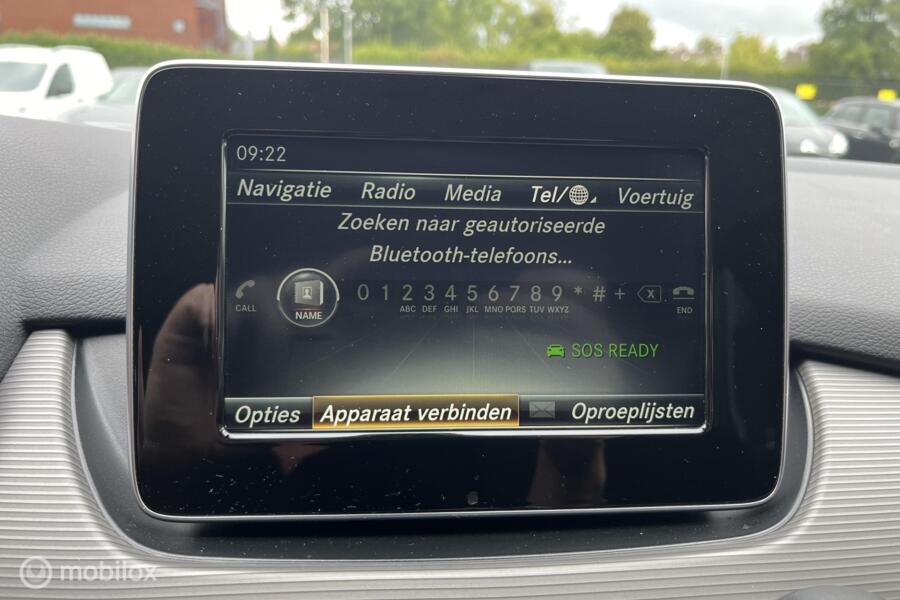 09:22
Navigatie Radio Media Tel/ Voertuig
Zoeken naar geautoriseerde
Bluetooth-telefoons...
0 1 2 3 4 5 6 7 8 9 * # + X
CALL NAME ABC DEF GHI JKL MNO PQRS TUV WXYZ END
SOS READY
Opties Apparaat verbinden Oproeplijsten
mobilox